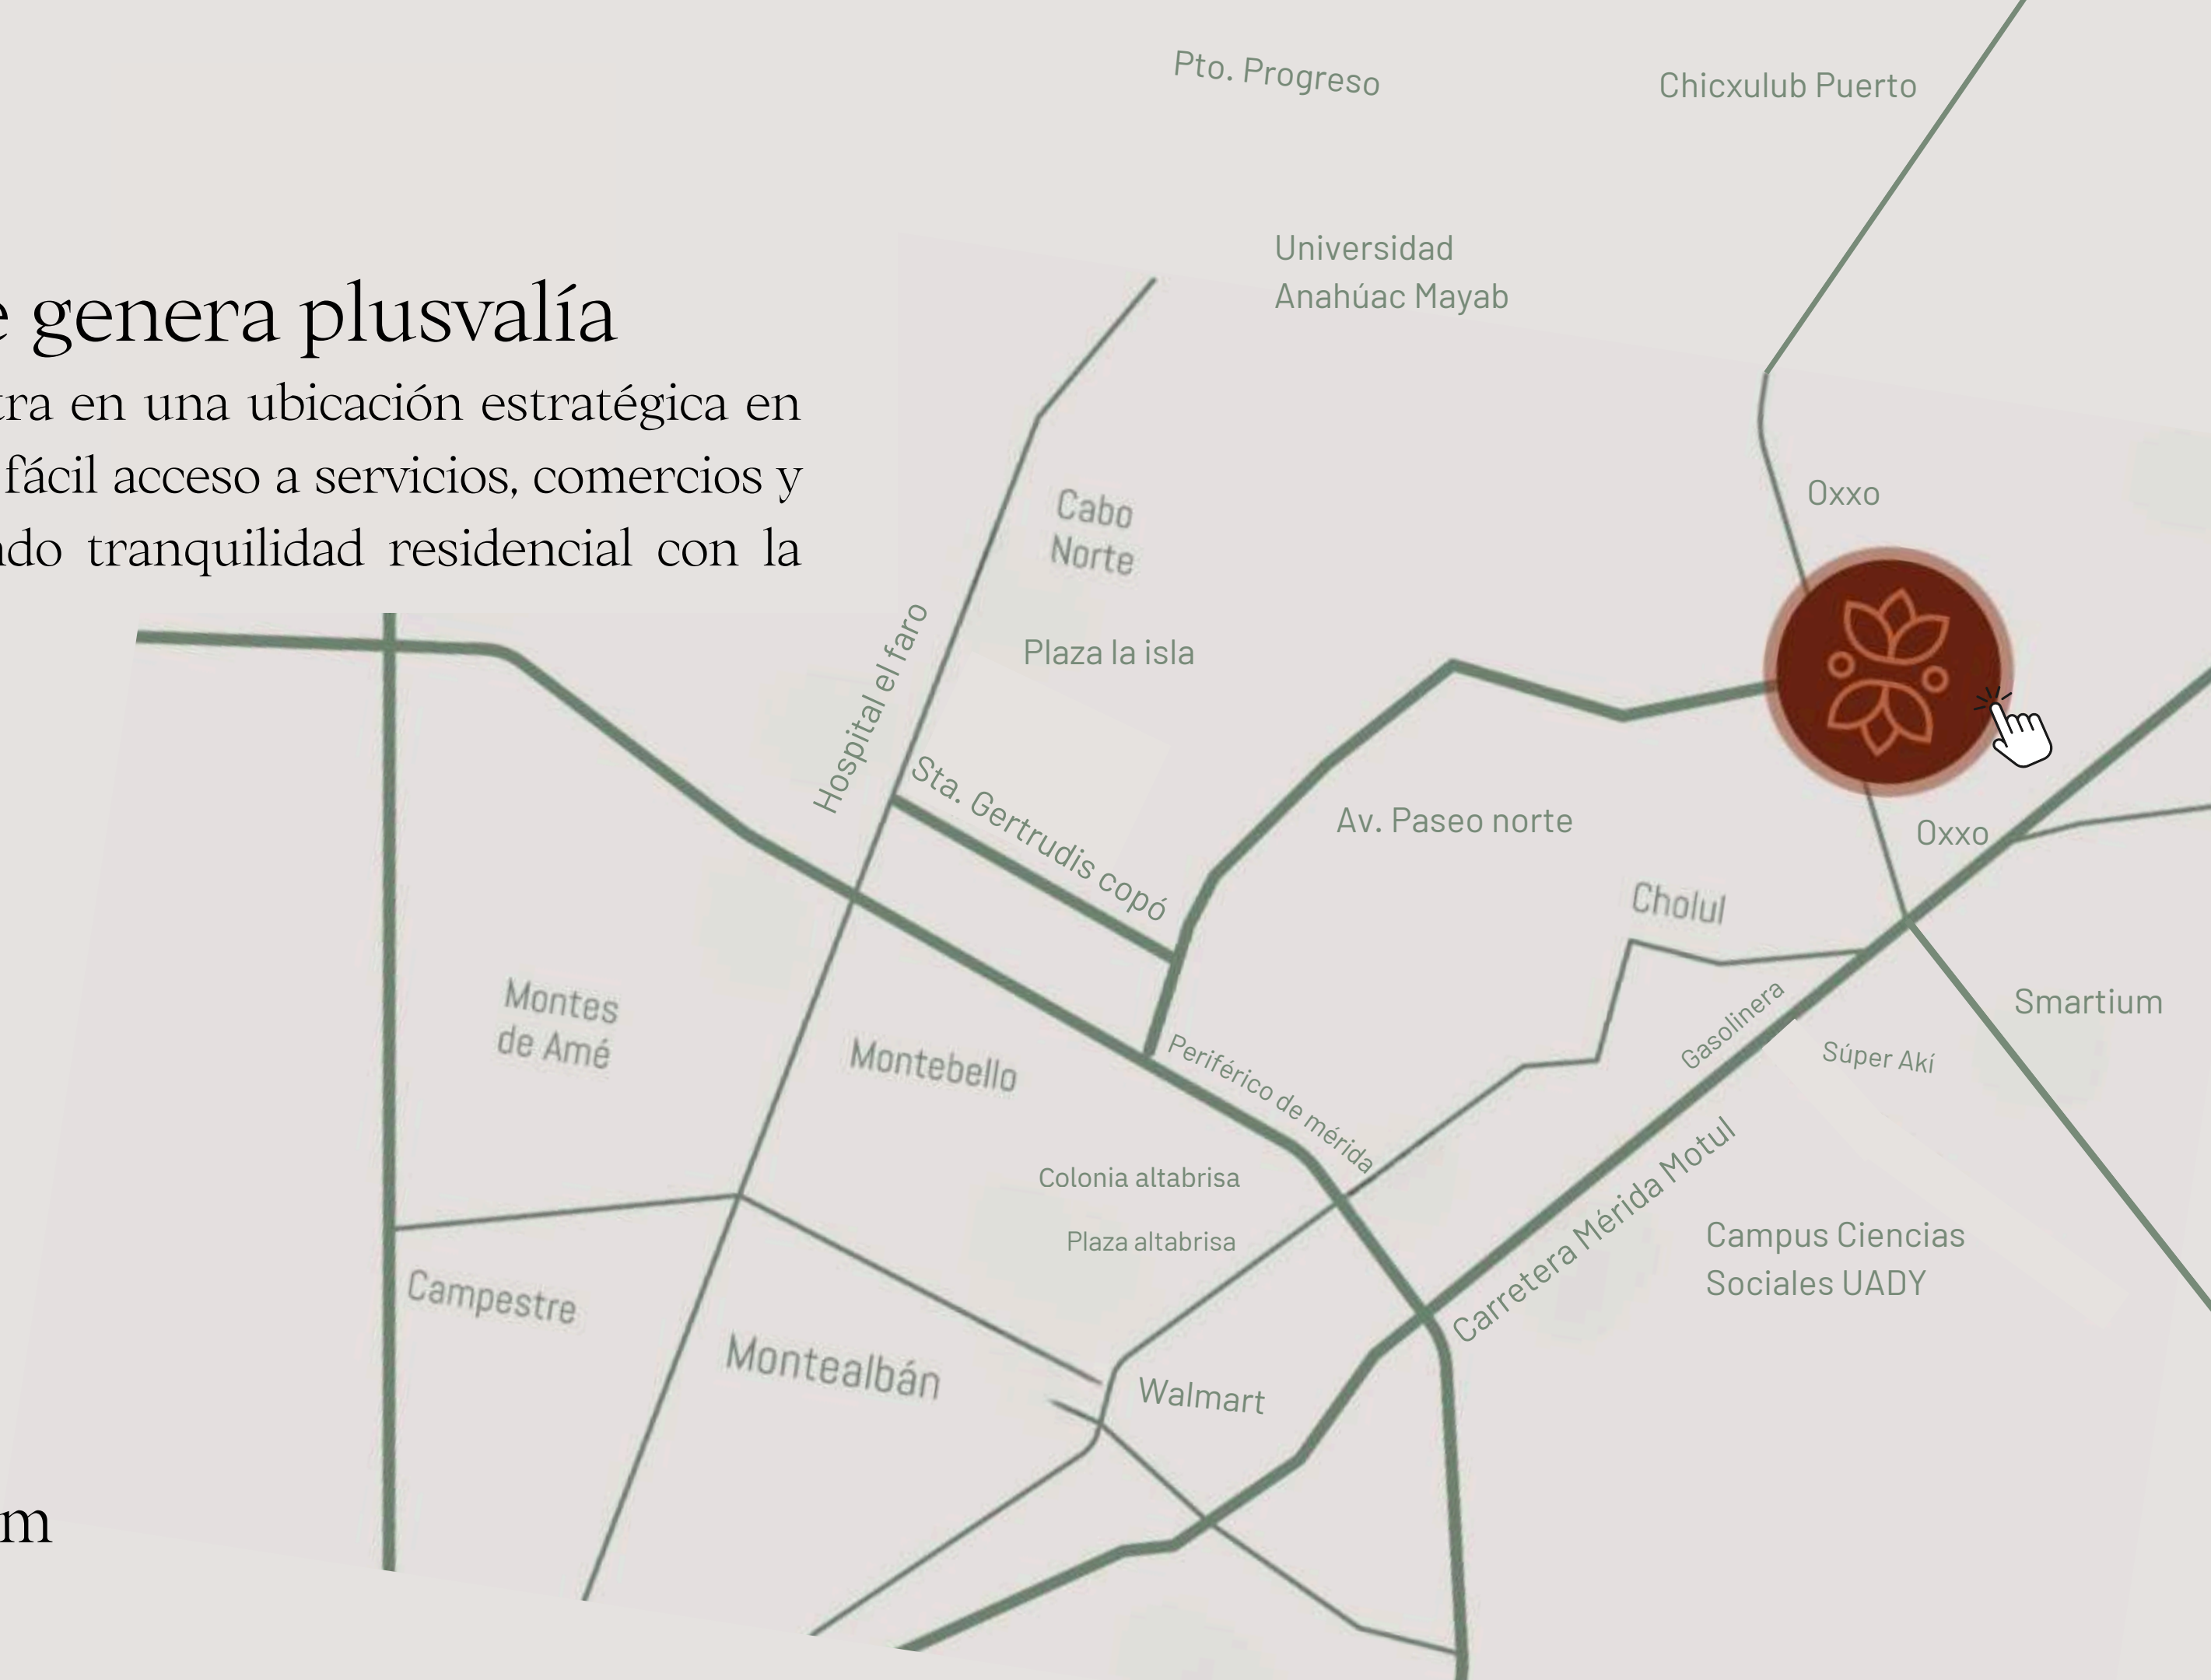 Pto. Progreso
Chicxulub Puerto
Universidad
Anahúac Mayab
genera plusvalía
en una ubicación estratégica en
fácil acceso a servicios, comercios y
tranquilidad residencial con la
Oxxo
Cabo
Norte
Plaza la isla
Hospital el faro
Sta. Gertrudis copó
Av. Paseo norte
Oxxo
Cholul
Montes
de Amé
Montebello
Periférico de mérida
Gasolinera
Smartium
Súper Akí
Colonia altabrisa
Plaza altabrisa
Carretera Mérida Motul
Campus Ciencias
Sociales UADY
Campestre
Montealbán
Walmart